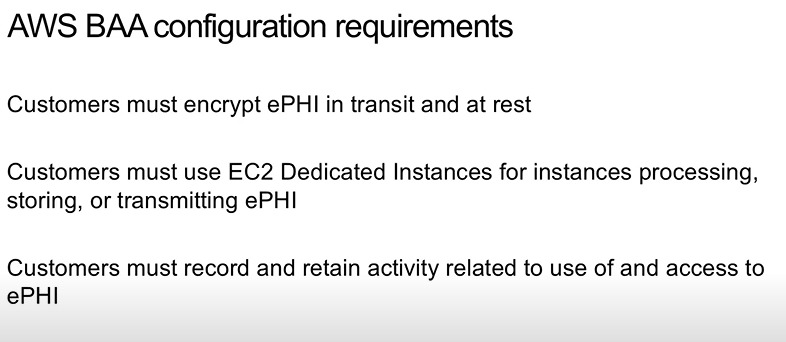 AWS BAA configuration requirements
Customers must encrypt ePHI in transit and at rest
Customers must use EC2 Dedicated Instances for instances processing,
storing, or transmitting ePHI
Customers must record and retain activity related to use of and access to
ePHI